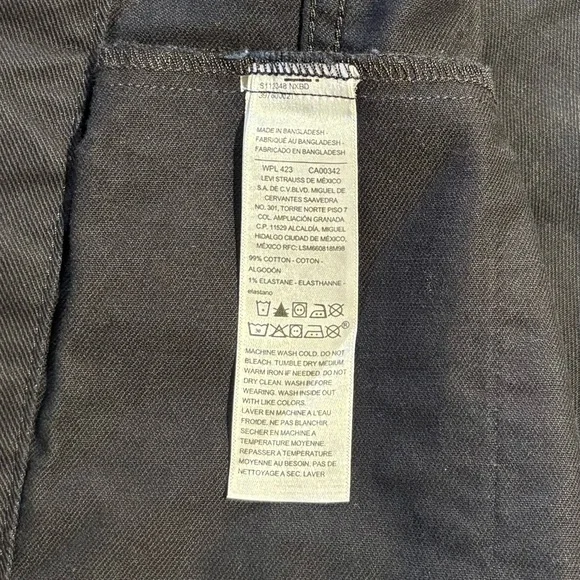 S11
NXBD
MADE IN BANGLADESH -
FABRIQUÉ AU BANGLADESH -
FABRICADO EN BANGLADESH
WPL 423 CA00342
LEVI STRAUSS DE MÉXICO
S.A. DE C.V.BLVD. MIGUEL DE
CERVANTES SAAVEDRA
NO. 301, TORRE NORTE PISO 7
COL. AMPLIACIÓN GRANADA
C.P. 11529 ALCALDÍA, MIGUEL
HIDALGO CIUDAD DE MÉXICO,
MÉXICO RFC: LSM660818M98
99% COTTON - COTON -
ALGODÓN
1% ELASTANE - ELASTHANNE -
elastano
MACHINE WASH COLD. DO NOT
BLEACH. TUMBLE DRY MEDIUM.
WARM IRON IF NEEDED. DO NOT
DRY CLEAN. WASH BEFORE
WEARING. WASH INSIDE OUT
WITH LIKE COLORS.
LAVER EN MACHINE A L'EAU
FROIDE, NE PAS BLANCHIR.
SECHER EN MACHINE A
TEMPERATURE MOYENNE.
REPASSER A TEMPERATURE
MOYENNE AU BESOIN, PAS DE
NETTOYAGE A SEC. LAVER